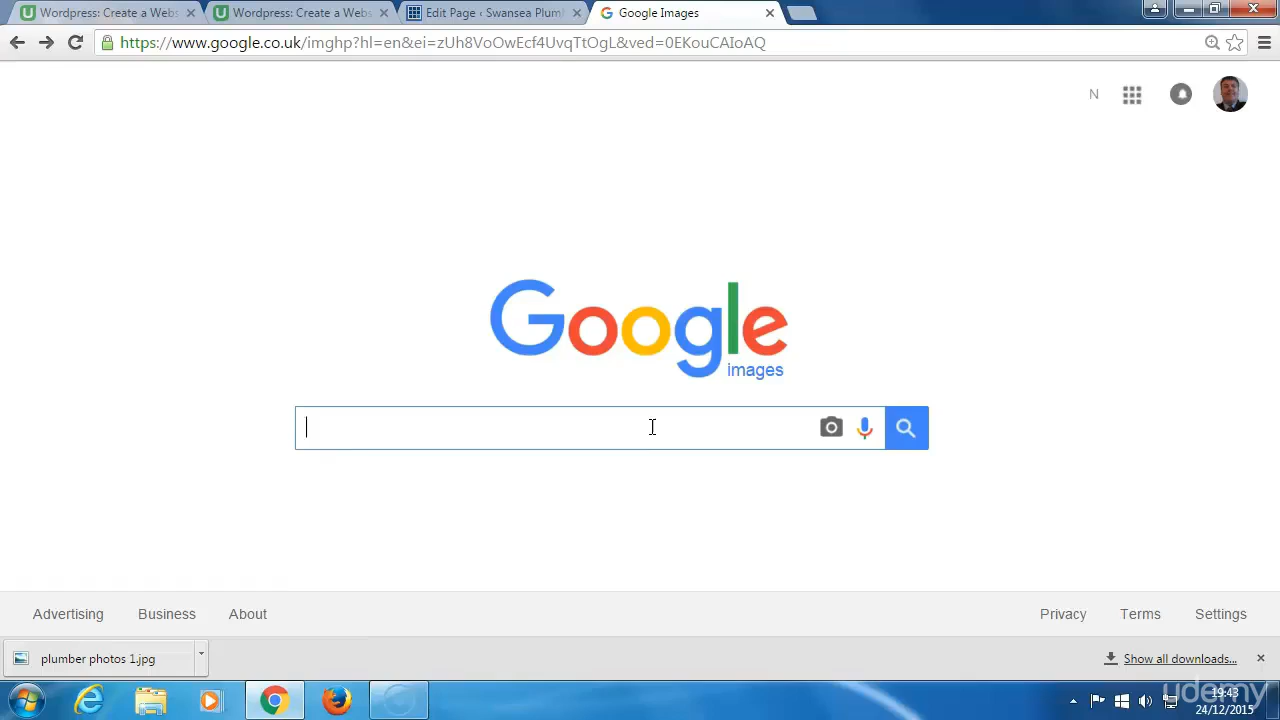 Wordpress: Create a Webs
Wordpress: Create a Webs
Edit Page ‹ Swansea Plum
Google Images
https://www.google.co.uk/imghp?hl=en&ei=zUh8VoOwEcf4UvqTtOgL&ved=0EKouCAIoAQ
N
Google
images
Advertising
Business
About
Privacy
Terms
Settings
plumber photos 1.jpg
Show all downloads...
udemy
19:43
24/12/2015